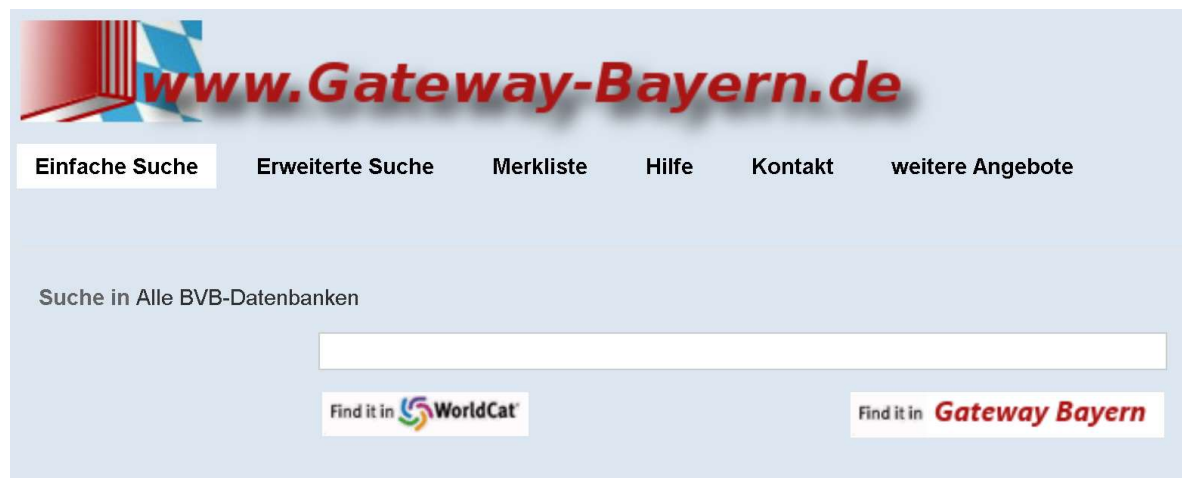 www.Gateway-Bayern.de
Einfache Suche Erweiterte Suche Merkliste Hilfe Kontakt weitere Angebote
Suche in Alle BVB-Datenbanken
Find it in WorldCat® Find it in Gateway Bayern